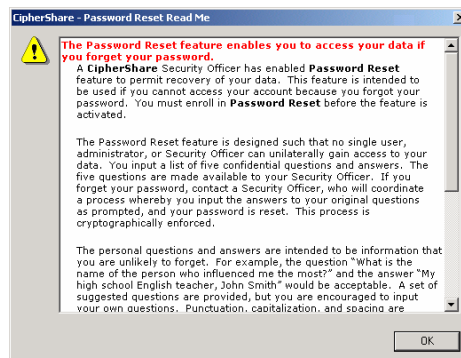 CipherShare - Password Reset Read Me
The Password Reset feature enables you to access your data if
you forget your password.
A CipherShare Security Officer has enabled Password Reset
feature to permit recovery of your data. This feature is intended to
be used if you cannot access your account because you forgot your
password. You must enroll in Password Reset before the feature is
activated.
The Password Reset feature is designed such that no single user,
administrator, or Security Officer can unilaterally gain access to your
data. You input a list of five confidential questions and answers. The
five questions are made available to your Security Officer. If you
forget your password, contact a Security Officer, who will coordinate
a process whereby you input the answers to your original questions
as prompted, and your password is reset. This process is
cryptographically enforced.
The personal questions and answers are intended to be information that
you are unlikely to forget. For example, the question "What is the
name of the person who influenced me the most?" and the answer "My
high school English teacher, John Smith" would be acceptable. A set of
suggested questions are provided, but you are encouraged to input
your own questions. Punctuation, capitalization, and spacing are
OK